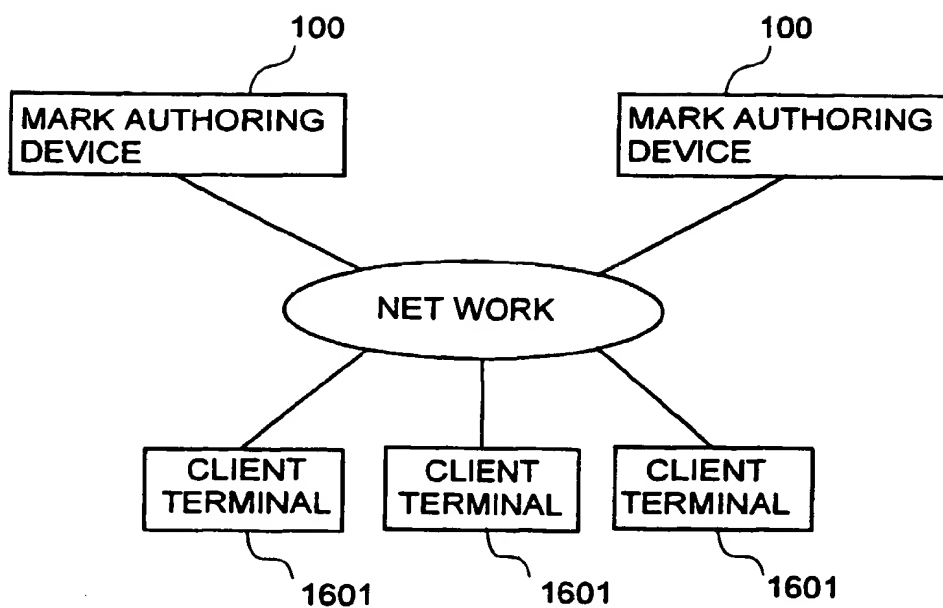 100
100
MARK AUTHORING
DEVICE
MARK AUTHORING
DEVICE
NET WORK
CLIENT
TERMINAL
CLIENT
TERMINAL
CLIENT
TERMINAL
1601
1601
1601